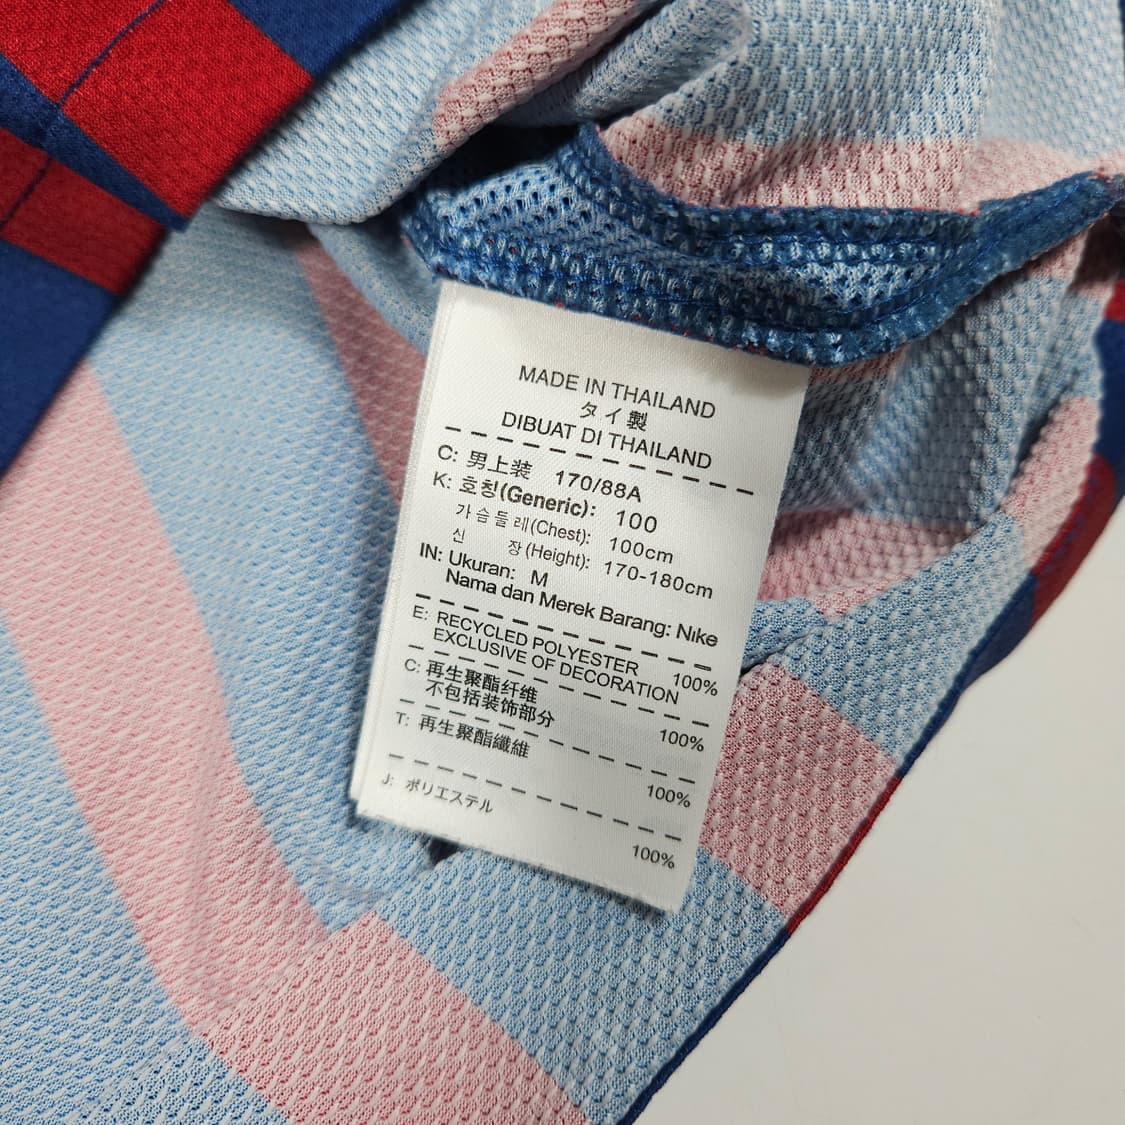 MADE IN THAILAND
タイ製
DIBUAT DI THAILAND
C: 男上装 170/88A
K: 호칭(Generic): 100
가슴둘레(Chest): 100cm
신 장(Height): 170-180cm
IN: Ukuran: M
Nama dan Merek Barang: Nike
E: RECYCLED POLYESTER 100%
EXCLUSIVE OF DECORATION
C: 再生聚酯纤维 100%
不包括装饰部分
T: 再生聚酯纖維 100%
J: ポリエステル 100%